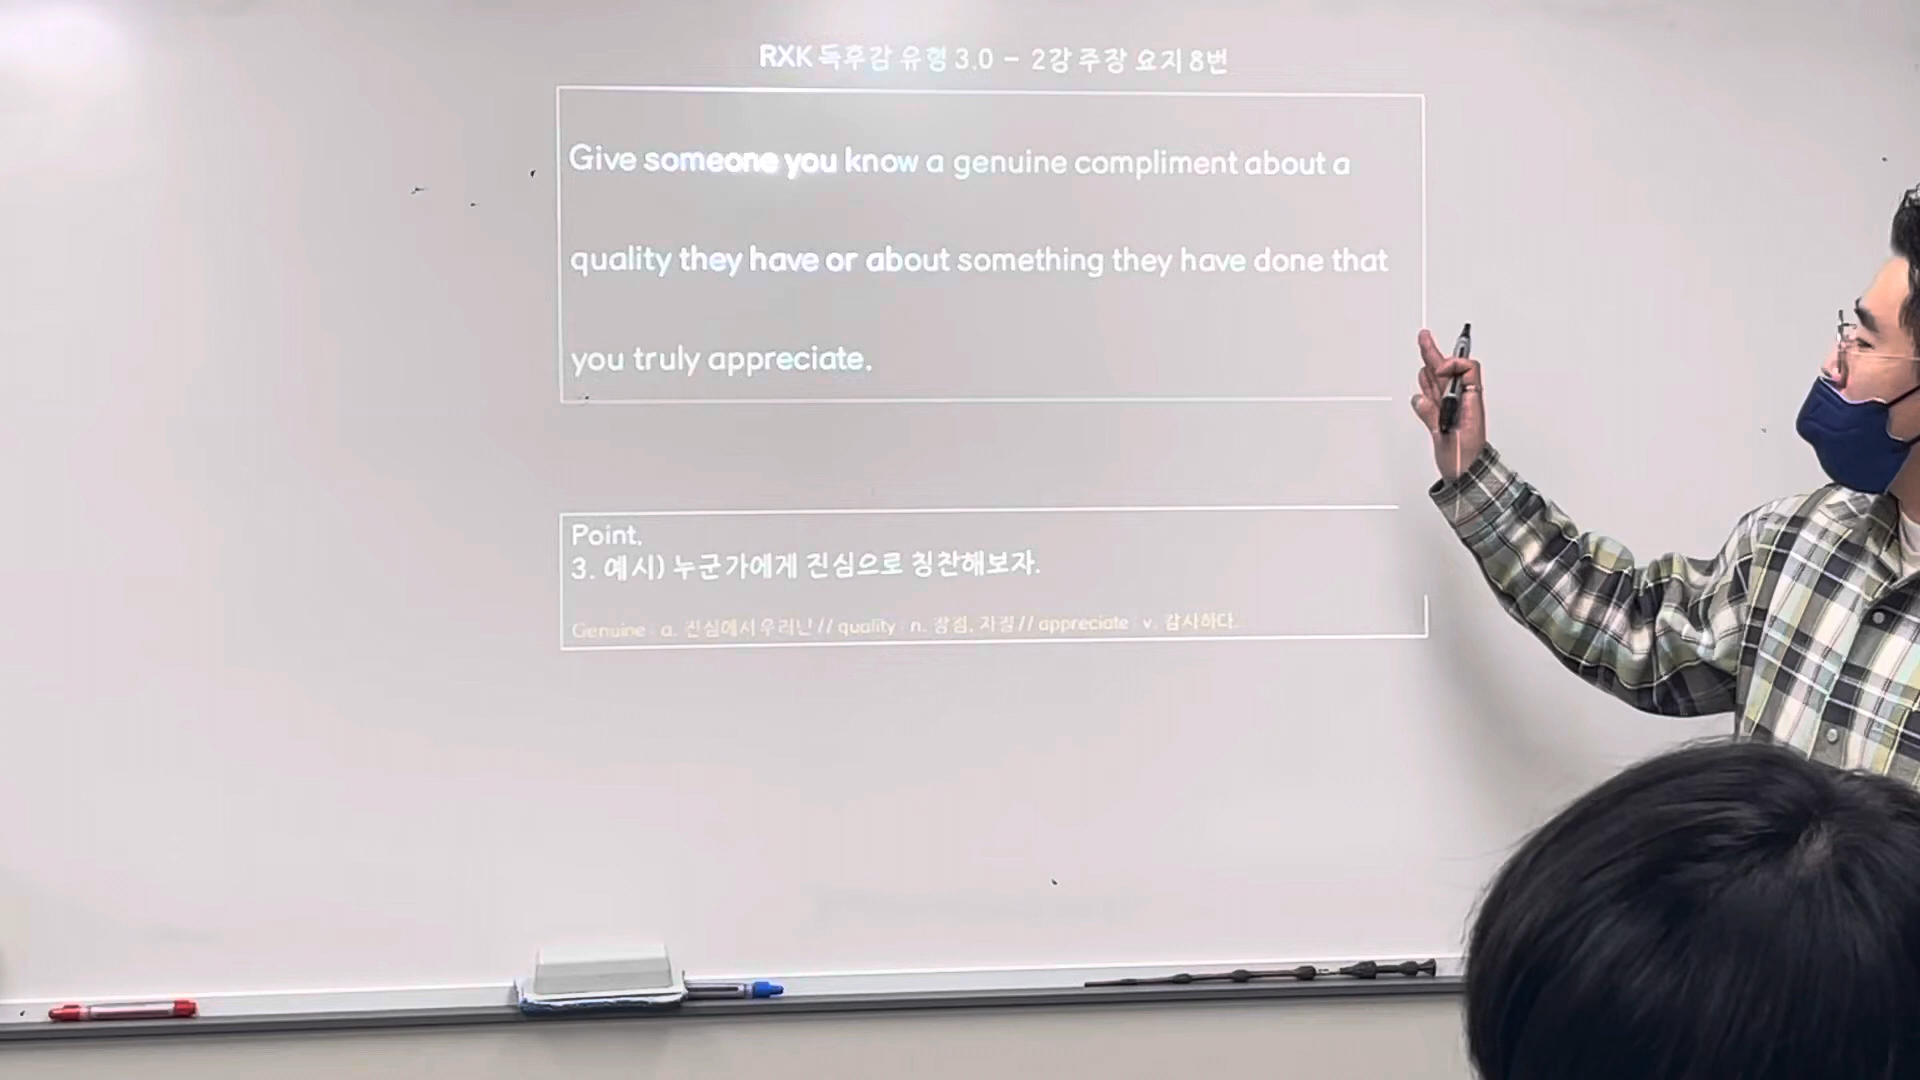 RXK 독후감 유형 3.0 - 2강 주장 요지 8번
Give someone you know a genuine compliment about a
quality they have or about something they have done that
you truly appreciate.
Point.
3. 예시) 누군가에게 진심으로 칭찬해보자.
Genuine : a. 진심에서 우러난 // quality : n. 장점, 자질 // appreciate : v. 감사하다.